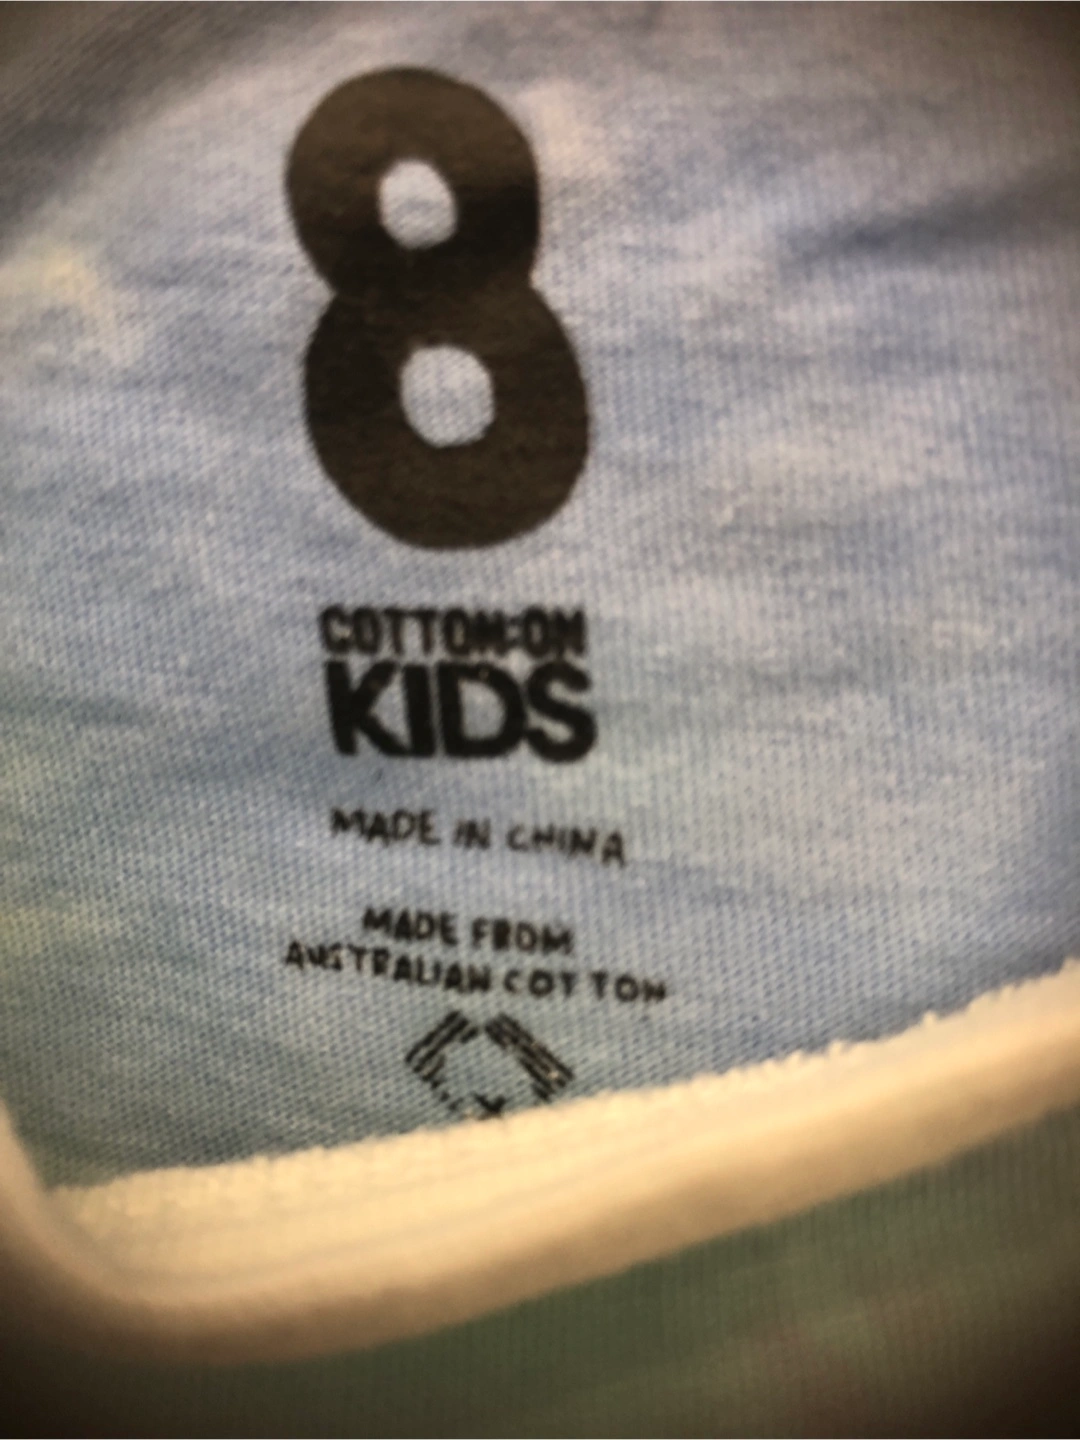 8
COTTON:ON
KIDS
MADE IN CHINA
MADE FROM
AUSTRALIAN COTTON